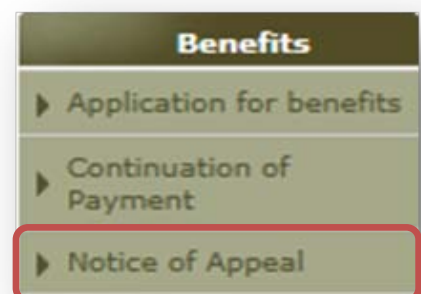 Benefits
Application for benefits
Continuation of
Payment
Notice of Appeal